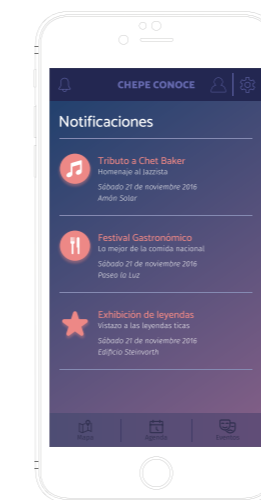 CHEPE CONOCE
Notificaciones
Tributo a Chet Baker
Homenaje al Jazzista
Sábado 21 de noviembre 2016
Amón Solar
Festival Gastronómico
Lo mejor de la comida nacional
Sábado 21 de noviembre 2016
Paseo la Luz
Exhibición de leyendas
Vistazo a las leyendas ticas
Sábado 21 de noviembre 2016
Edificio Steinvorth
Mapa Agenda Eventos